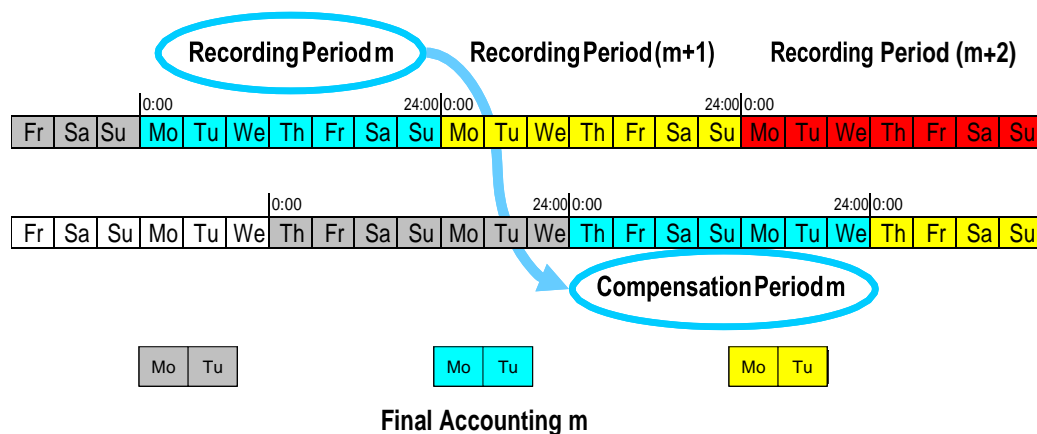 Recording Period m Recording Period (m+1) Recording Period (m+2)
0:00 24:00 0:00 24:00 0:00
Fr Sa Su Mo Tu We Th Fr Sa Su Mo Tu We Th Fr Sa Su Mo Tu We Th Fr Sa Su
0:00 24:00 0:00 24:00 0:00
Fr Sa Su Mo Tu We Th Fr Sa Su Mo Tu We Th Fr Sa Su Mo Tu We Th Fr Sa Su
Compensation Period m
Mo Tu Mo Tu Mo Tu
Final Accounting m